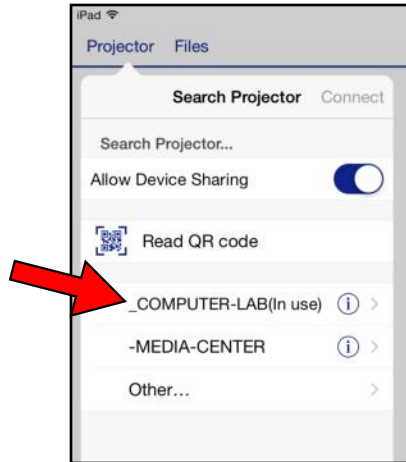 iPad
Projector Files
Search Projector Connect
Search Projector...
Allow Device Sharing
Read QR code
_COMPUTER-LAB(In use) i >
-MEDIA-CENTER i >
Other... >